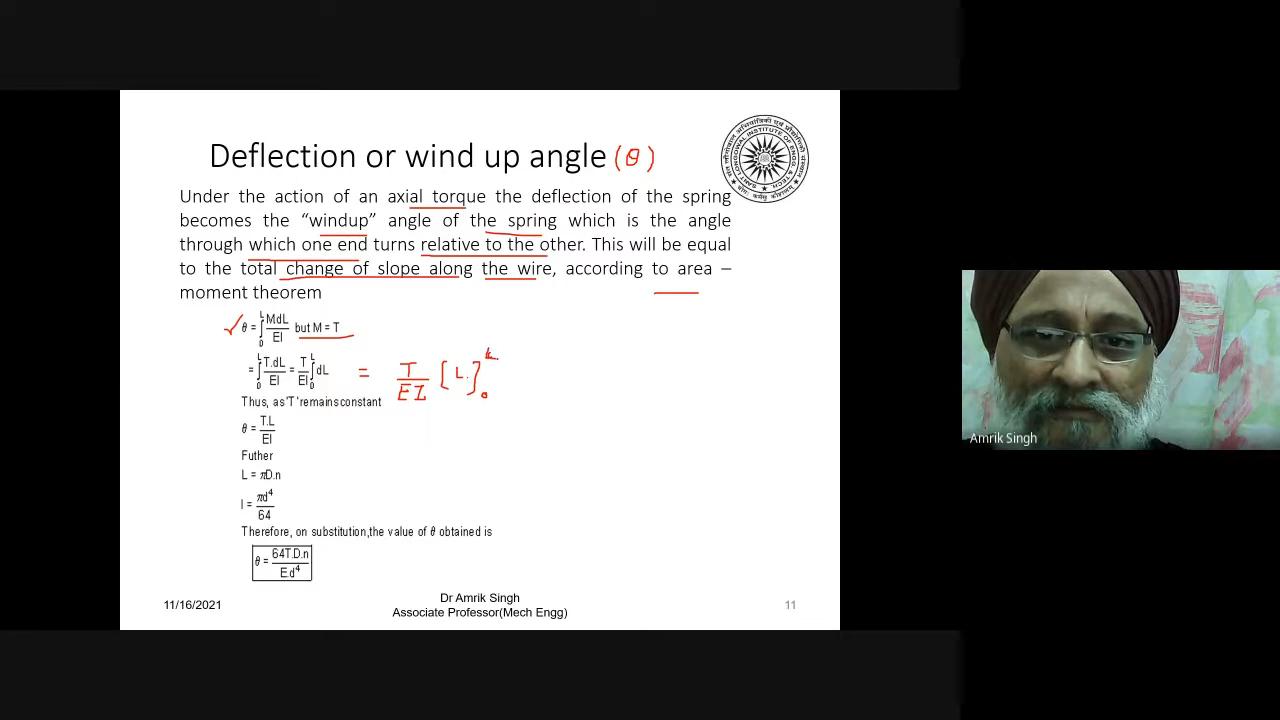 Deflection or wind up angle (θ)
Under the action of an axial torque the deflection of the spring
becomes the “windup” angle of the spring which is the angle
through which one end turns relative to the other. This will be equal
to the total change of slope along the wire, according to area –
moment theorem
✓ θ = ∫₀ᴸ MdL/EI but M = T
= ∫₀ᴸ T.dL/EI = T/EI ∫₀ᴸ dL = T/EI [L]₀ᴸ
Thus, as 'T' remains constant
θ = T.L/EI
Futher
L = πD.n
I = πd⁴/64
Therefore, on substitution, the value of θ obtained is
θ = 64T.D.n/E.d⁴
11/16/2021
Dr Amrik Singh
Associate Professor(Mech Engg)
11
Amrik Singh